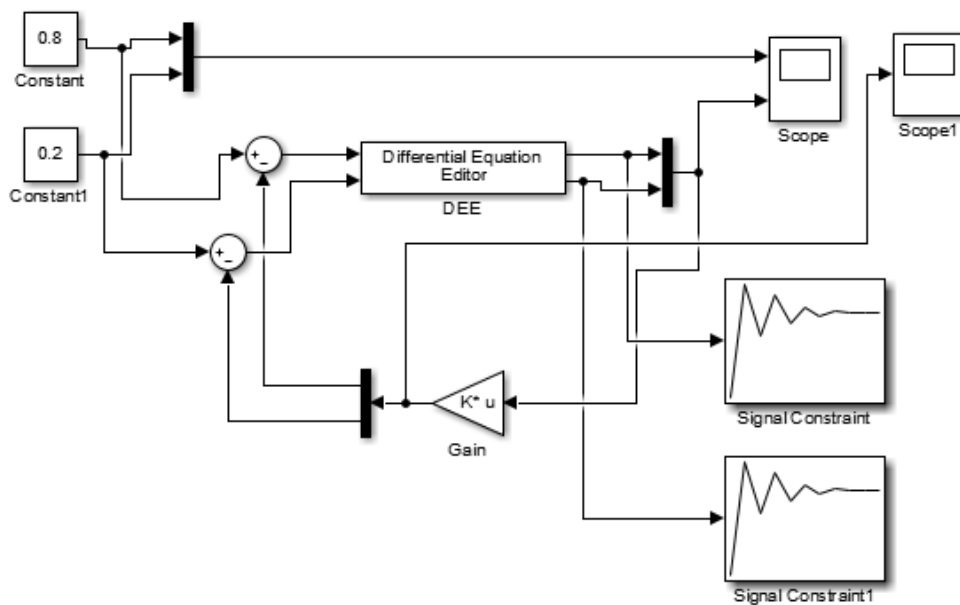 0.8
Constant
0.2
Constant1
+
−
Differential Equation
Editor
DEE
Scope
Scope1
+
−
K* u
Gain
Signal Constraint
Signal Constraint1